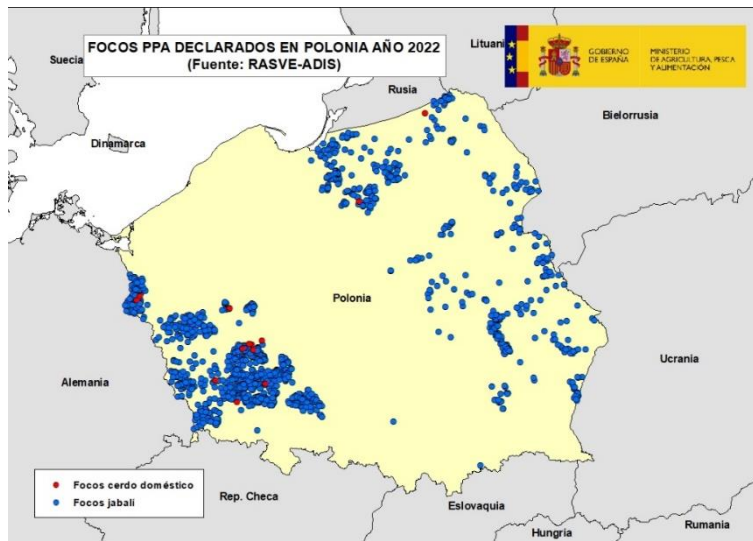 FOCOS PPA DECLARADOS EN POLONIA AÑO 2022
(Fuente: RASVE-ADIS)
GOBIERNO
DE ESPAÑA
MINISTERIO
DE AGRICULTURA, PESCA
Y ALIMENTACIÓN
Suecia
Lituani
Rusia
Bielorrusia
Dinamarca
Polonia
Alemania
Ucrania
Focos cerdo doméstico
Focos jabalí
Rep. Checa
Eslovaquia
Hungría
Rumania